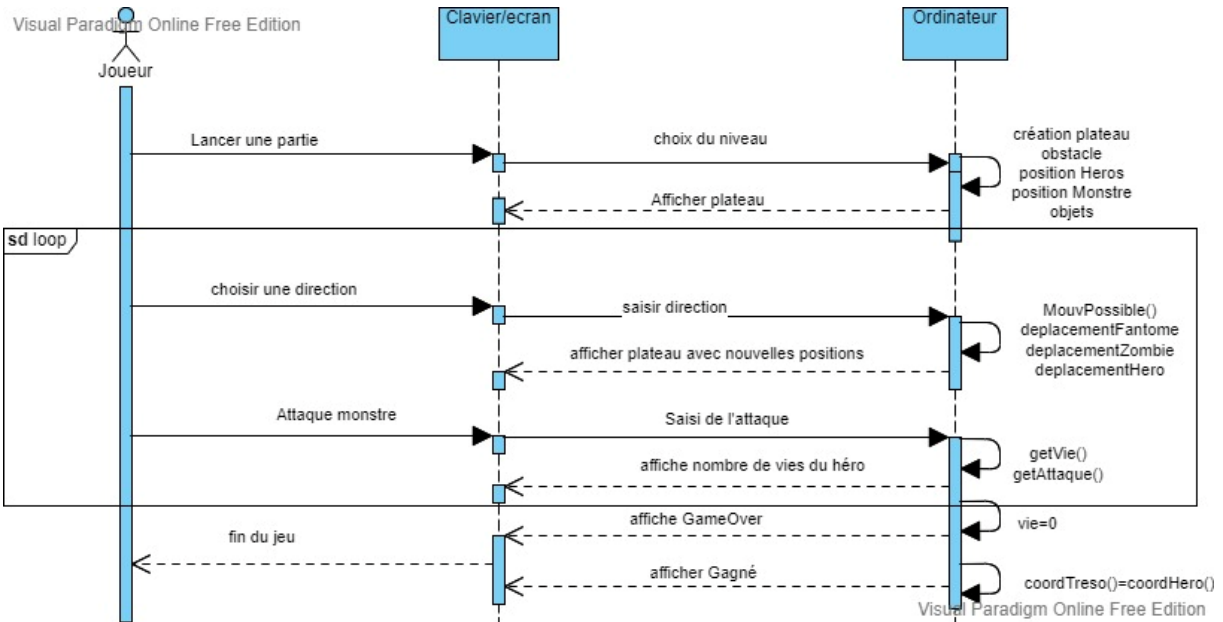 Visual Paradigm Online Free Edition
Clavier/ecran
Ordinateur
Joueur
Lancer une partie
choix du niveau
création plateau
obstacle
position Heros
position Monstre
objets
Afficher plateau
sd loop
choisir une direction
saisir direction
MouvPossible()
deplacementFantome
deplacementZombie
deplacementHero
afficher plateau avec nouvelles positions
Attaque monstre
Saisi de l'attaque
getVie()
getAttaque()
affiche nombre de vies du héro
affiche GameOver
vie=0
fin du jeu
afficher Gagné
coordTreso()=coordHero()
Visual Paradigm Online Free Edition